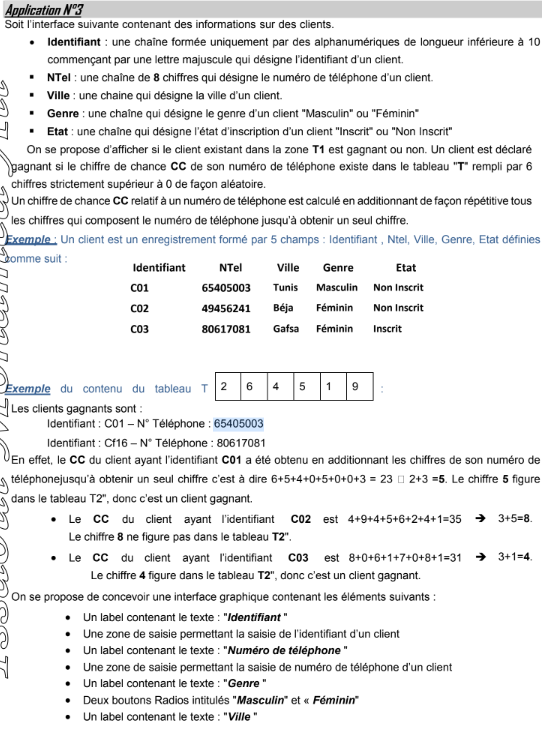 Application N°3
Soit l'interface suivante contenant des informations sur des clients.
• Identifiant : une chaîne formée uniquement par des alphanumériques de longueur inférieure à 10
commençant par une lettre majuscule qui désigne l'identifiant d'un client.
▪ NTel : une chaîne de 8 chiffres qui désigne le numéro de téléphone d'un client.
▪ Ville : une chaine qui désigne la ville d'un client.
▪ Genre : une chaîne qui désigne le genre d'un client "Masculin" ou "Féminin"
▪ Etat : une chaîne qui désigne l'état d'inscription d'un client "Inscrit" ou "Non Inscrit"
On se propose d'afficher si le client existant dans la zone T1 est gagnant ou non. Un client est déclaré
gagnant si le chiffre de chance CC de son numéro de téléphone existe dans le tableau "T" rempli par 6
chiffres strictement supérieur à 0 de façon aléatoire.
Un chiffre de chance CC relatif à un numéro de téléphone est calculé en additionnant de façon répétitive tous
les chiffres qui composent le numéro de téléphone jusqu'à obtenir un seul chiffre.
Exemple : Un client est un enregistrement formé par 5 champs : Identifiant , Ntel, Ville, Genre, Etat définies
comme suit :
Identifiant NTel Ville Genre Etat
C01 65405003 Tunis Masculin Non Inscrit
C02 49456241 Béja Féminin Non Inscrit
C03 80617081 Gafsa Féminin Inscrit
Exemple du contenu du tableau T 2 6 4 5 1 9 :
Les clients gagnants sont :
Identifiant : C01 – N° Téléphone : 65405003
Identifiant : Cf16 – N° Téléphone : 80617081
En effet, le CC du client ayant l'identifiant C01 a été obtenu en additionnant les chiffres de son numéro de
téléphonejusqu'à obtenir un seul chiffre c'est à dire 6+5+4+0+5+0+0+3 = 23 □ 2+3 =5. Le chiffre 5 figure
dans le tableau T2", donc c'est un client gagnant.
• Le CC du client ayant l'identifiant C02 est 4+9+4+5+6+2+4+1=35 ➔ 3+5=8.
Le chiffre 8 ne figure pas dans le tableau T2".
• Le CC du client ayant l'identifiant C03 est 8+0+6+1+7+0+8+1=31 ➔ 3+1=4.
Le chiffre 4 figure dans le tableau T2", donc c'est un client gagnant.
On se propose de concevoir une interface graphique contenant les éléments suivants :
• Un label contenant le texte : "Identifiant "
• Une zone de saisie permettant la saisie de l'identifiant d'un client
• Un label contenant le texte : "Numéro de téléphone "
• Une zone de saisie permettant la saisie de numéro de téléphone d'un client
• Un label contenant le texte : "Genre "
• Deux boutons Radios intitulés "Masculin" et « Féminin"
• Un label contenant le texte : "Ville "